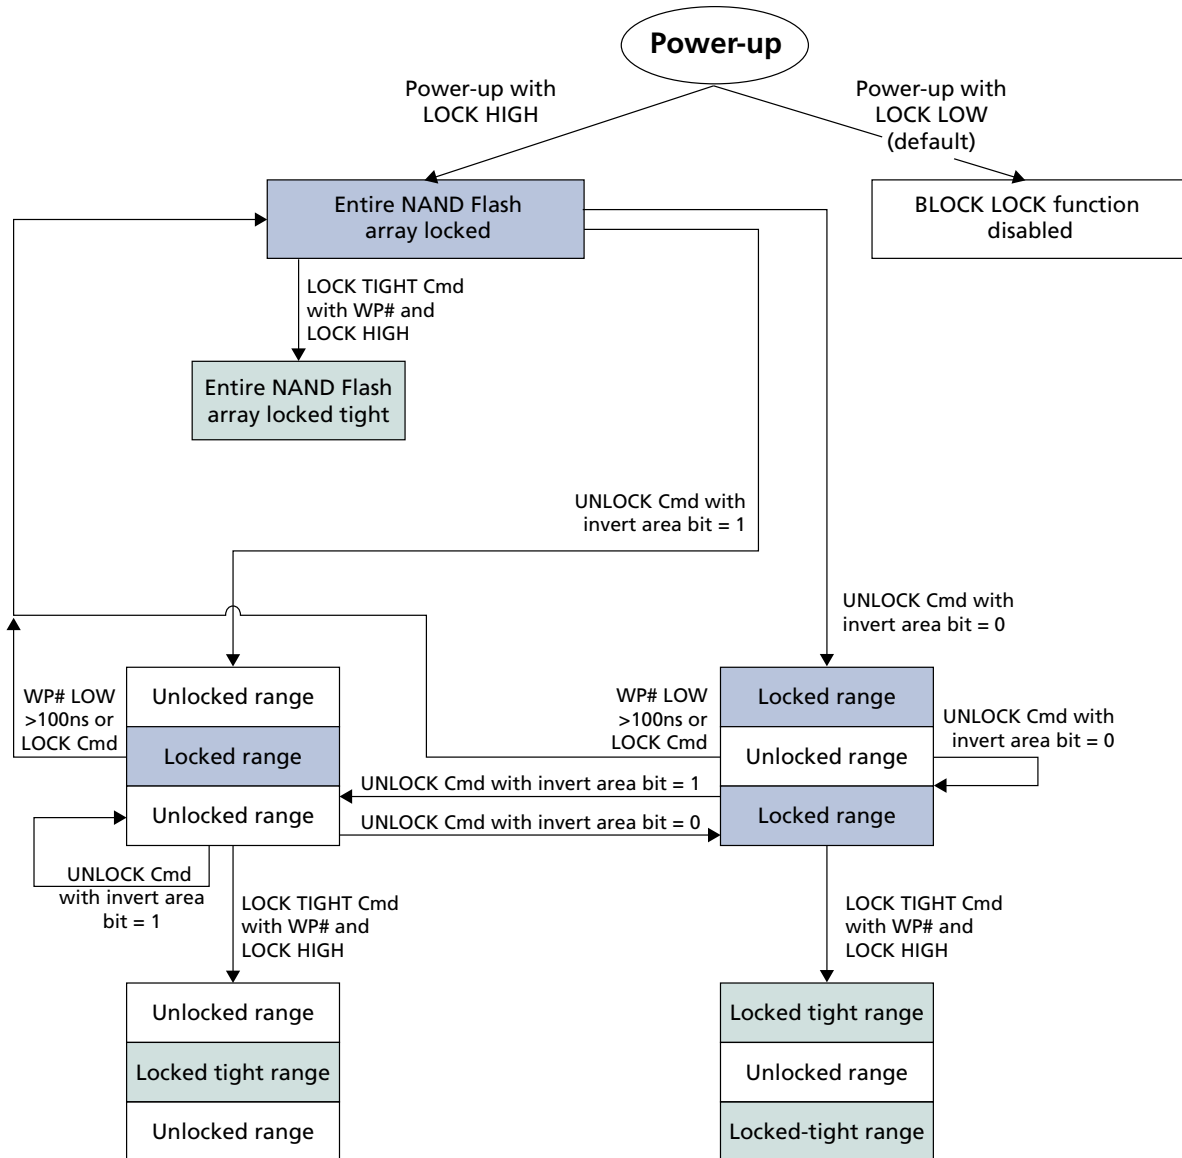 Power-up
Power-up with
LOCK HIGH
Power-up with
LOCK LOW
(default)
Entire NAND Flash
array locked
BLOCK LOCK function
disabled
LOCK TIGHT Cmd
with WP# and
LOCK HIGH
Entire NAND Flash
array locked tight
UNLOCK Cmd with
invert area bit = 1
UNLOCK Cmd with
invert area bit = 0
WP# LOW
>100ns or
LOCK Cmd
Unlocked range
Locked range
Unlocked range
WP# LOW
>100ns or
LOCK Cmd
Locked range
Unlocked range
Locked range
UNLOCK Cmd with
invert area bit = 0
UNLOCK Cmd with invert area bit = 1
UNLOCK Cmd with invert area bit = 0
UNLOCK Cmd
with invert area
bit = 1
LOCK TIGHT Cmd
with WP# and
LOCK HIGH
LOCK TIGHT Cmd
with WP# and
LOCK HIGH
Unlocked range
Locked tight range
Unlocked range
Locked tight range
Unlocked range
Locked-tight range